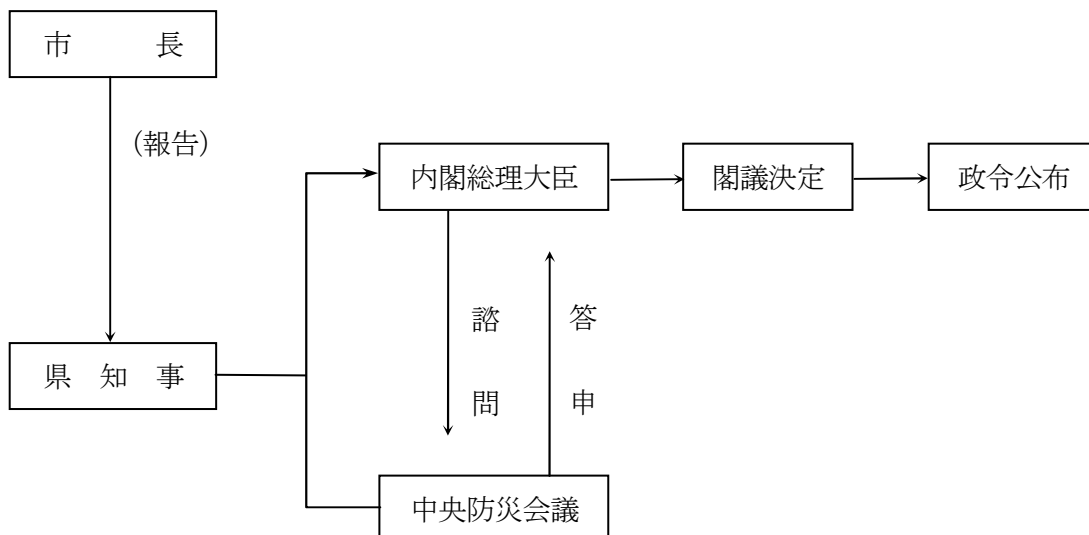 市　　　長
(報告)
内閣総理大臣
閣議決定
政令公布
諮問
答申
県　知　事
中央防災会議